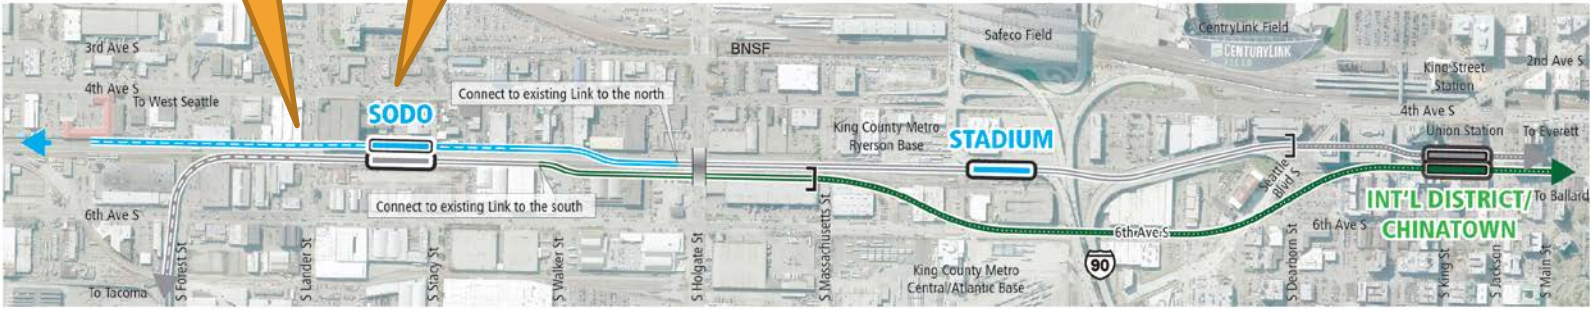 3rd Ave S
4th Ave S
To West Seattle
SODO
Connect to existing Link to the north
BNSF
Safeco Field
CentryLink Field
CENTURYLINK
FIELD
King Street
Station
2nd Ave S
4th Ave S
Union Station
To Everett
King County Metro
Ryerson Base
STADIUM
Connect to existing Link to the south
6th Ave S
To Tacoma
S Forest St
S Lander St
S Stacy St
S Walker St
S Holgate St
S Massachusetts St
King County Metro
Central/Atlantic Base
6th Ave S
90
Seattle
Blvd S
S Dearborn St
6th Ave S
INT'L DISTRICT/
CHINATOWN
To Ballard
S King St
S Jackson
S Main St